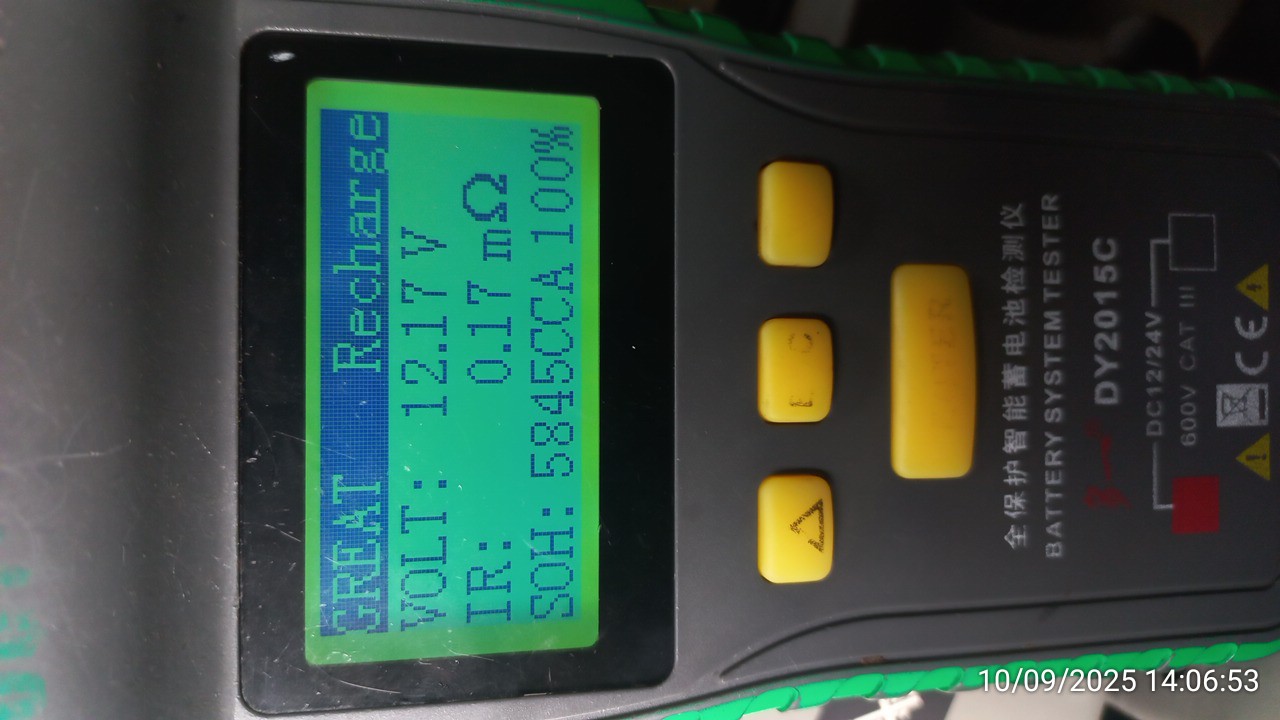 GREAT Recharge
VOLT: 12.17 V
IR: 0.17 mΩ
SOH: 5845CCA 100%
全保护智能蓄电池检测仪
BATTERY SYSTEM TESTER
DY2015C
DC12/24V
600V CAT III
CE
10/09/2025 14:06:53